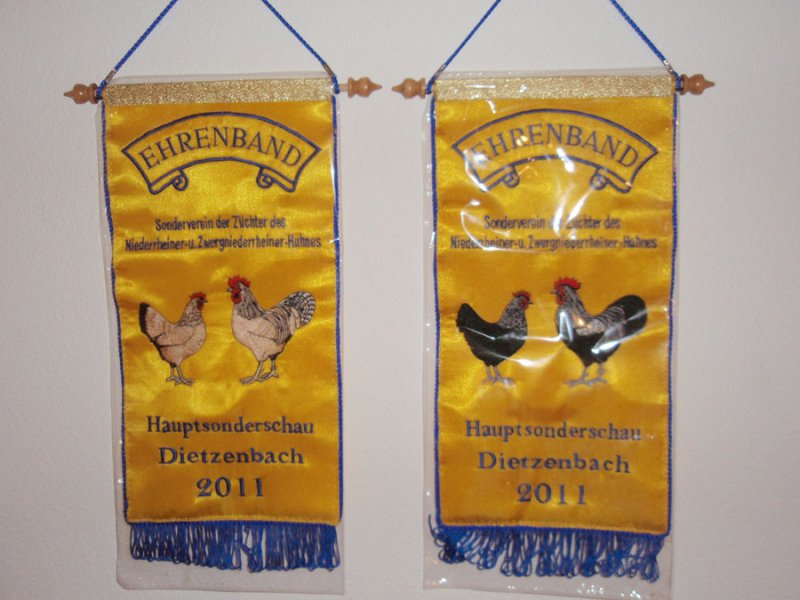 EHRENBAND
Sonderverein der Züchter des
Niederrheiner-u. Zwergniederrheiner-Huhnes
Hauptsonderschau
Dietzenbach
2011
EHRENBAND
Sonderverein der Züchter des
Niederrheiner-u. Zwergniederrheiner-Huhnes
Hauptsonderschau
Dietzenbach
2011